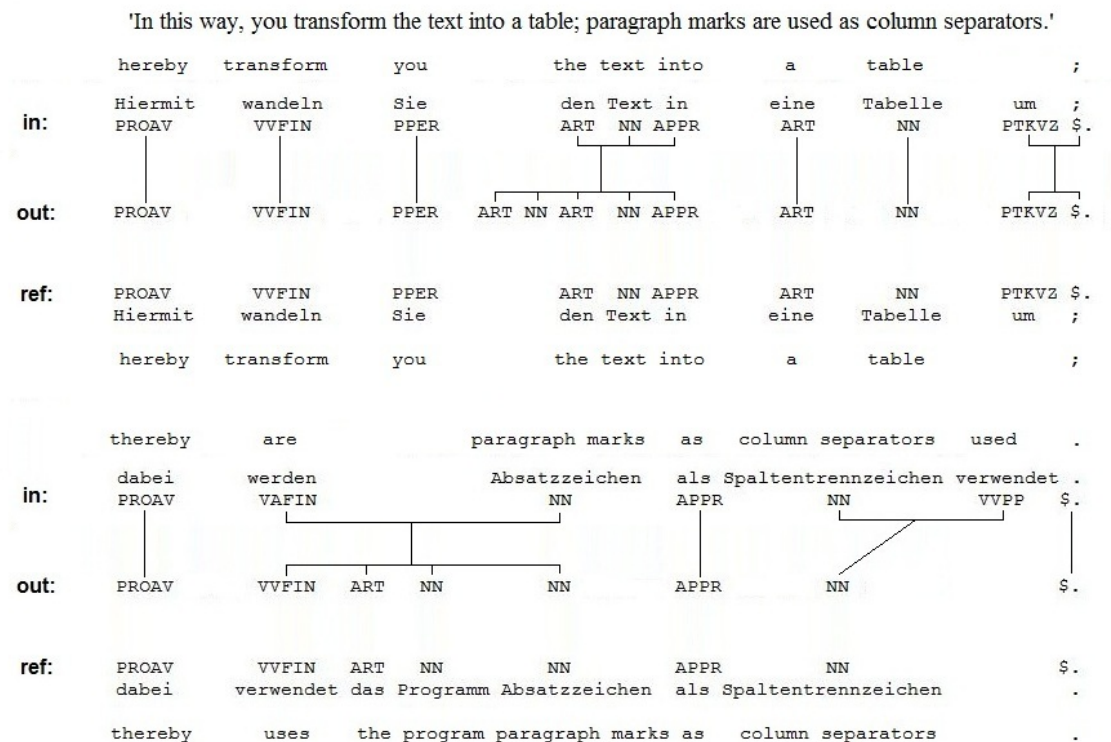 'In this way, you transform the text into a table; paragraph marks are used as column separators.'
hereby transform you the text into a table ;
Hiermit wandeln Sie den Text in eine Tabelle um ;
in: PROAV VVFIN PPER ART NN APPR ART NN PTKVZ $.
out: PROAV VVFIN PPER ART NN ART NN APPR ART NN PTKVZ $.
ref: PROAV VVFIN PPER ART NN APPR ART NN PTKVZ $.
Hiermit wandeln Sie den Text in eine Tabelle um ;
hereby transform you the text into a table ;
thereby are paragraph marks as column separators used .
dabei werden Absatzzeichen als Spaltentrennzeichen verwendet .
in: PROAV VAFIN NN APPR NN VVPP $.
out: PROAV VVFIN ART NN NN APPR NN $.
ref: PROAV VVFIN ART NN NN APPR NN $.
dabei verwendet das Programm Absatzzeichen als Spaltentrennzeichen .
thereby uses the program paragraph marks as column separators .